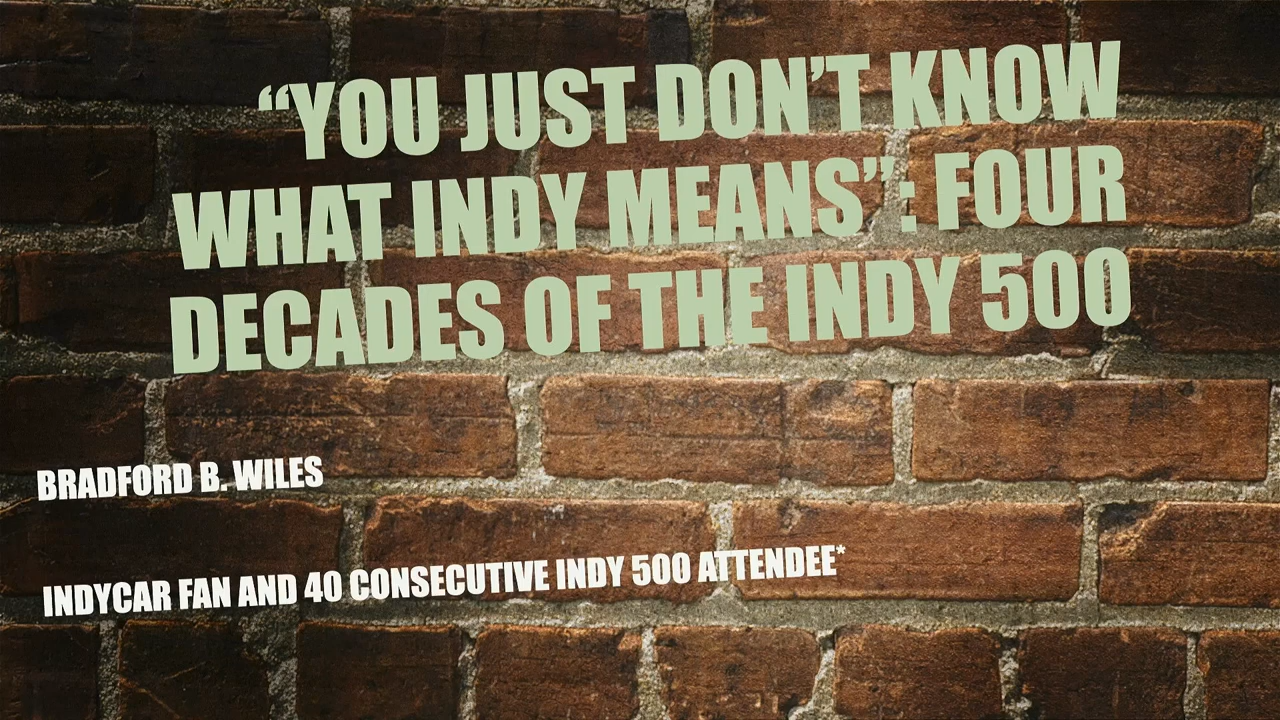 “YOU JUST DON’T KNOW
WHAT INDY MEANS”: FOUR
DECADES OF THE INDY 500
BRADFORD B. WILES
INDYCAR FAN AND 40 CONSECUTIVE INDY 500 ATTENDEE*